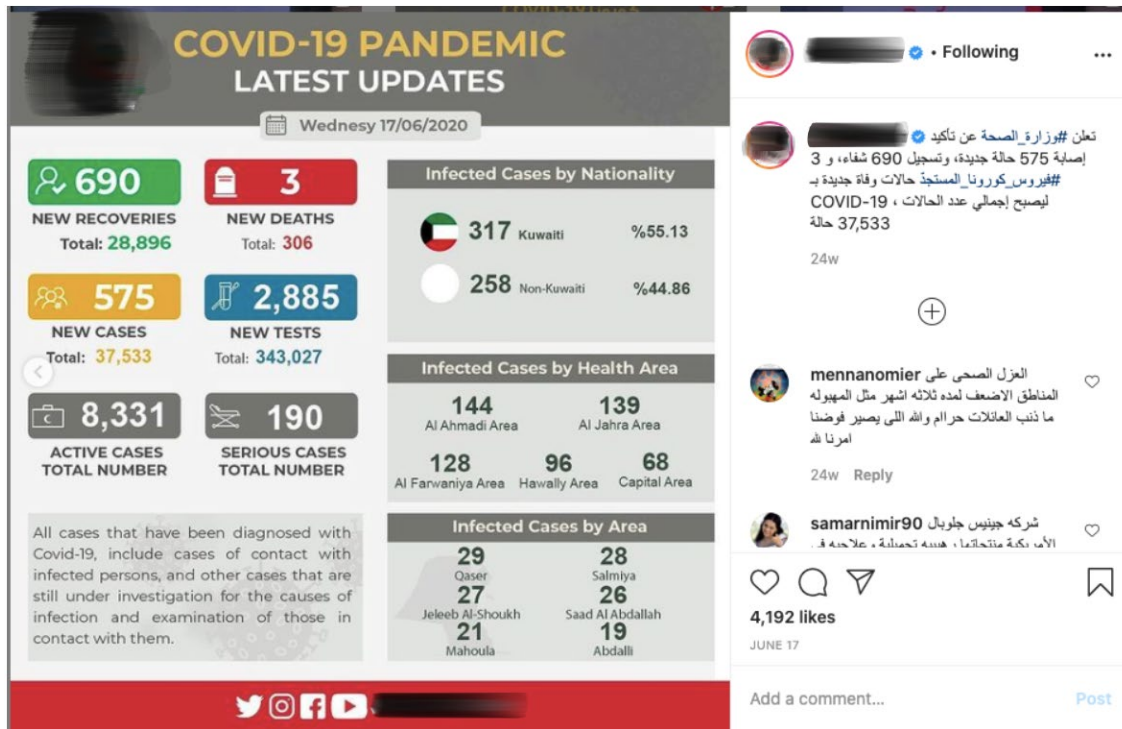 COVID-19 PANDEMIC
LATEST UPDATES
Wednesy 17/06/2020
690
NEW RECOVERIES
Total: 28,896
3
NEW DEATHS
Total: 306
575
NEW CASES
Total: 37,533
2,885
NEW TESTS
Total: 343,027
8,331
ACTIVE CASES
TOTAL NUMBER
190
SERIOUS CASES
TOTAL NUMBER
All cases that have been diagnosed with
Covid-19, include cases of contact with
infected persons, and other cases that are
still under investigation for the causes of
infection and examination of those in
contact with them.
Infected Cases by Nationality
317 Kuwaiti %55.13
258 Non-Kuwaiti %44.86
Infected Cases by Health Area
144 139
Al Ahmadi Area Al Jahra Area
128 96 68
Al Farwaniya Area Hawally Area Capital Area
Infected Cases by Area
29 28
Qaser Salmiya
27 26
Jeleeb Al-Shoukh Saad Al Abdallah
21 19
Mahoula Abdalli
• Following
تعلن #وزارة_الصحة عن تأكيد
إصابة 575 حالة جديدة، وتسجيل 690 شفاء، و 3
حالات وفاة جديدة بـ #فيروس_كورونا_المستجدّ
COVID-19 ، ليصبح إجمالي عدد الحالات
37,533 حالة
24w
mennanomier العزل الصحى على
المناطق الاضعف لمده ثلاثه اشهر مثل المهبوله
ما ذنب العائلات حراام والله اللى يصير فوضنا
امرنا لله
24w Reply
samarnimir90 شركه جينيس جلوبال
الأمريكية منتجاتها رهيبه تجميلية ، علاجيه في
4,192 likes
JUNE 17
Add a comment...
Post